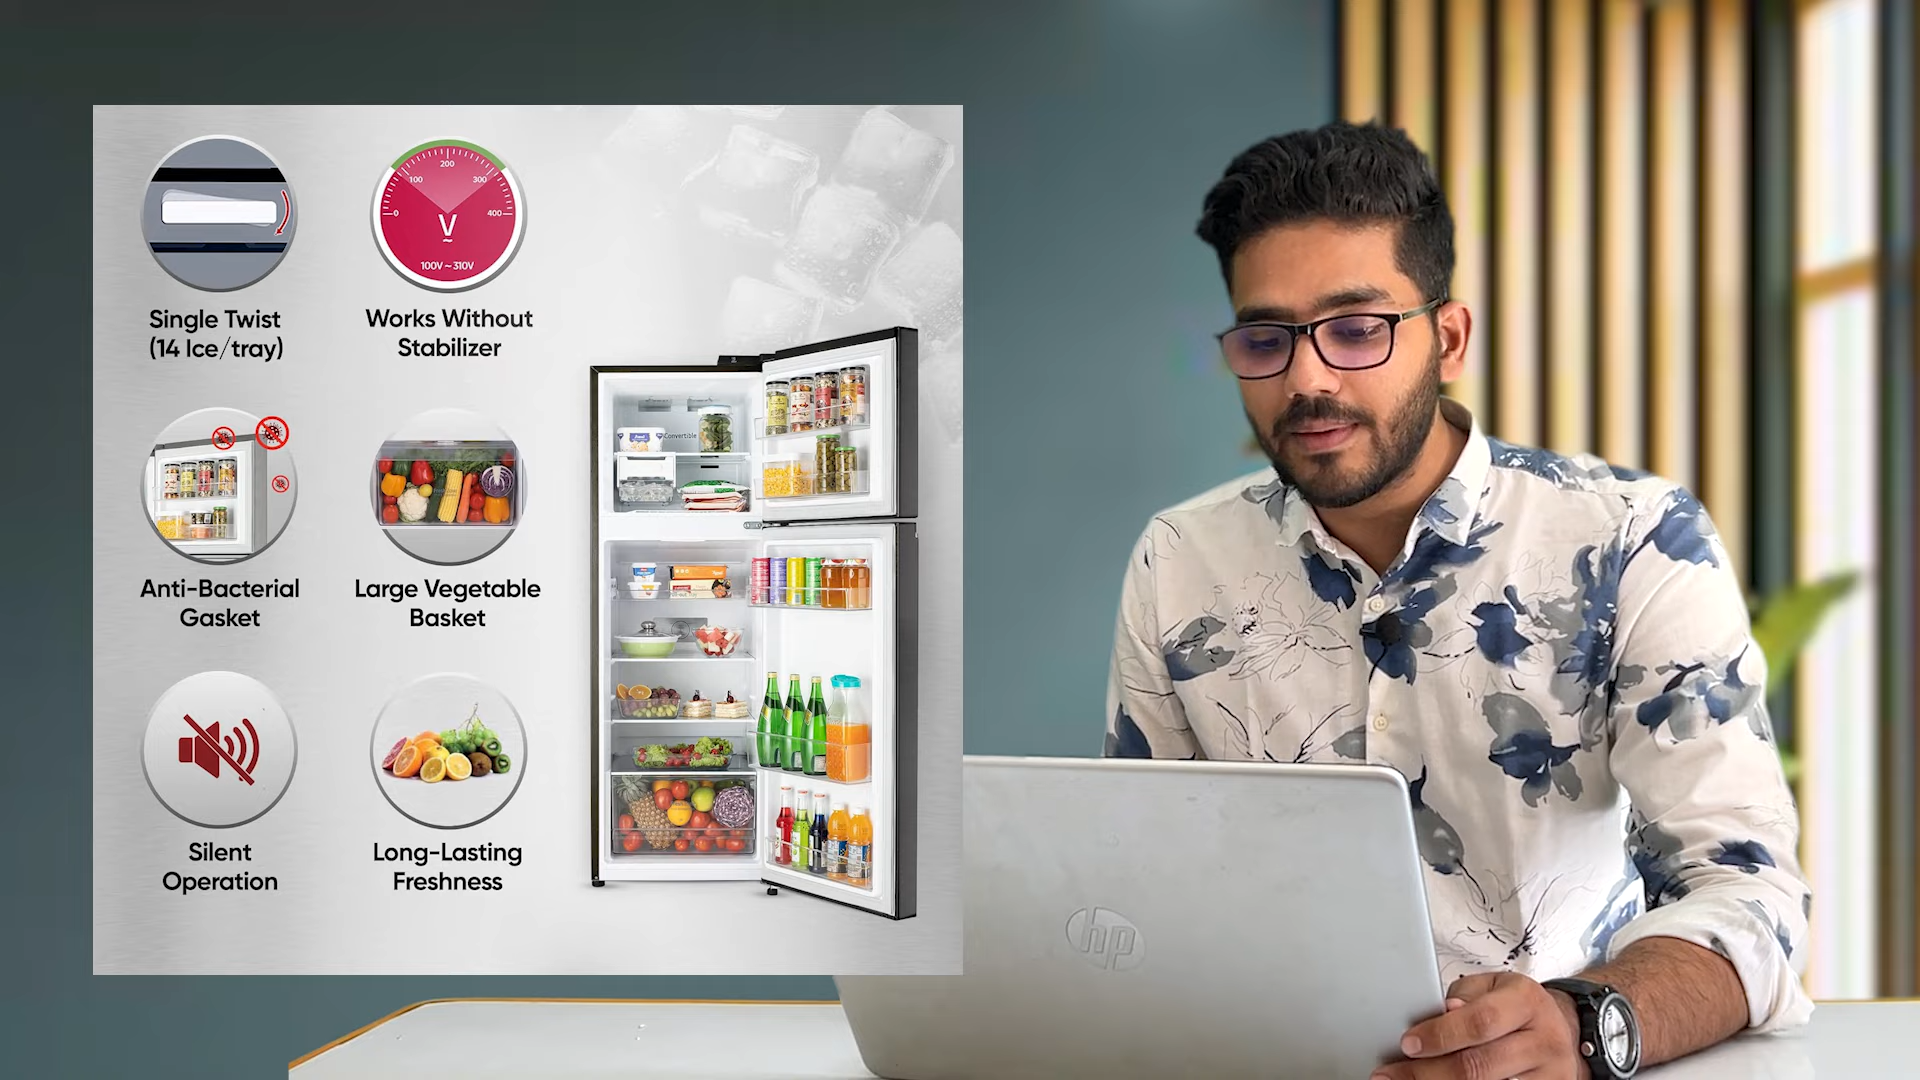 0
100
200
300
400
V
100V~310V
Single Twist
(14 Ice/tray)
Works Without
Stabilizer
Anti-Bacterial
Gasket
Large Vegetable
Basket
Silent
Operation
Long-Lasting
Freshness
Convertible
hp